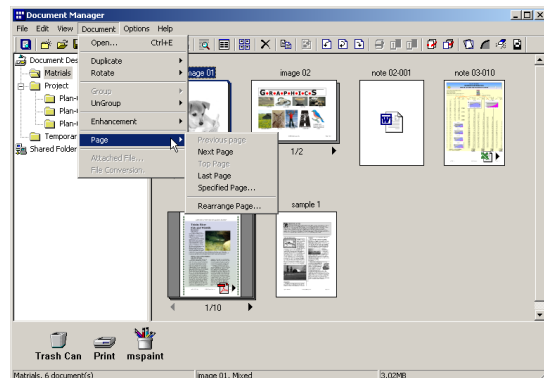 Document Manager
File Edit View Document Options Help
Open... Ctrl+E
Duplicate
Rotate
Group
UnGroup
Enhancement
Page
Attached File...
File Conversion...
Previous page
Next Page
Top Page
Last Page
Specified Page...
Rearrange Page...
Document Des
Matrials
Project
Plan-
Plan-
Plan-
Temporar
Shared Folder
mage 01
image 02
note 02-001
note 03-010
G•R•A•P•H•I•C•S
1/2
sample 1
1/10
Trash Can Print mspaint
Matrials, 6 document(s) image 01, Mixed 3.02MB